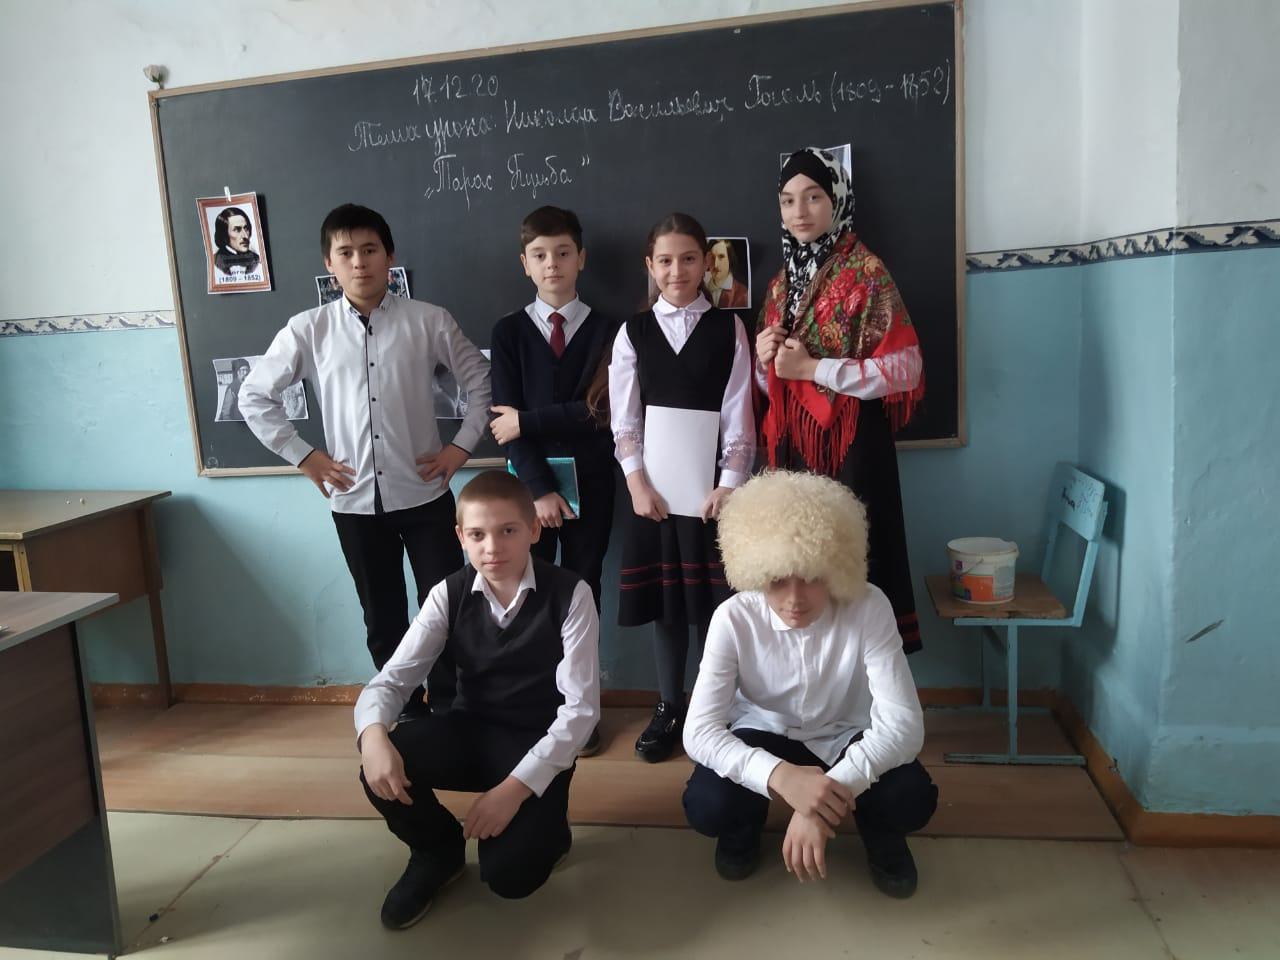 17.12.20
Тема урока: Николай Васильевич Гоголь (1809 - 1852)
„Тарас Бульба"
(1809 – 1852)